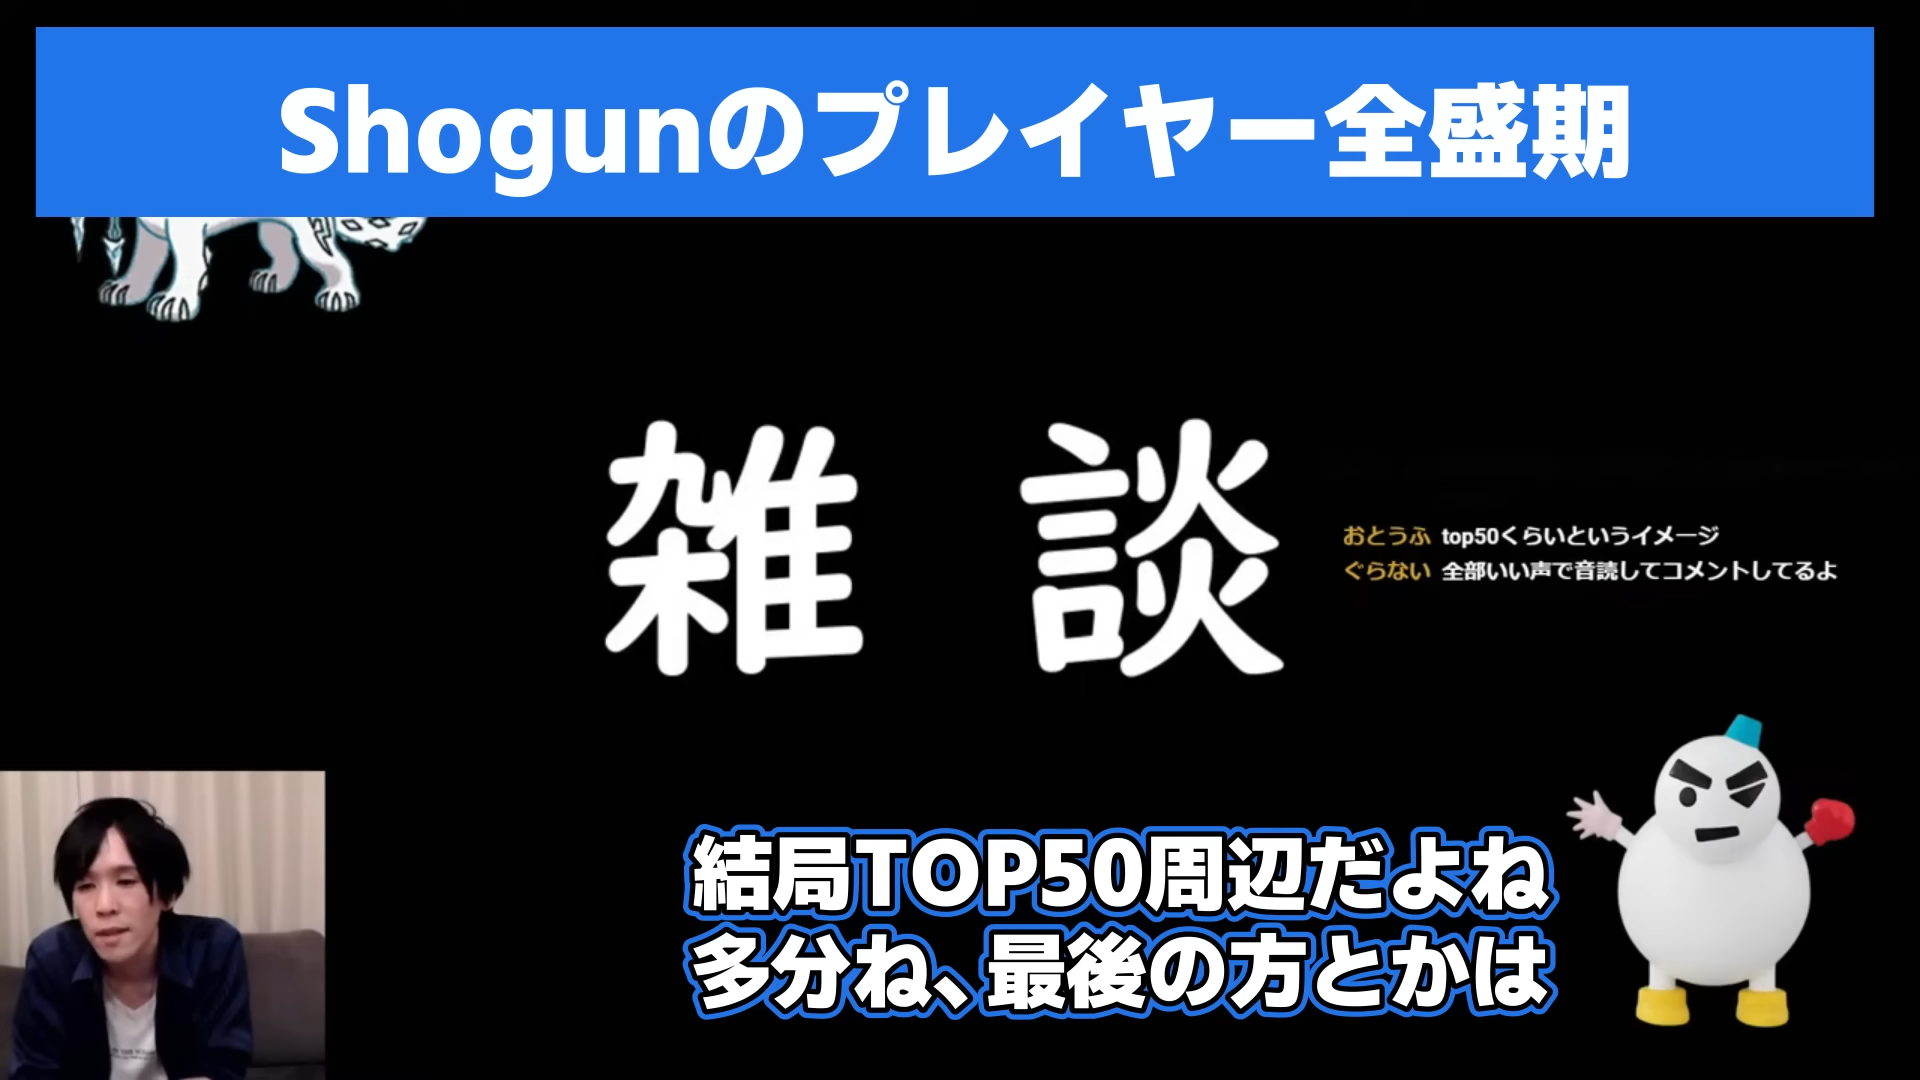 Shogunのプレイヤー全盛期
雑 談
おとうふ top50くらいというイメージ
ぐらない 全部いい声で音読してコメントしてるよ
結局TOP50周辺だよね
多分ね、最後の方とかは